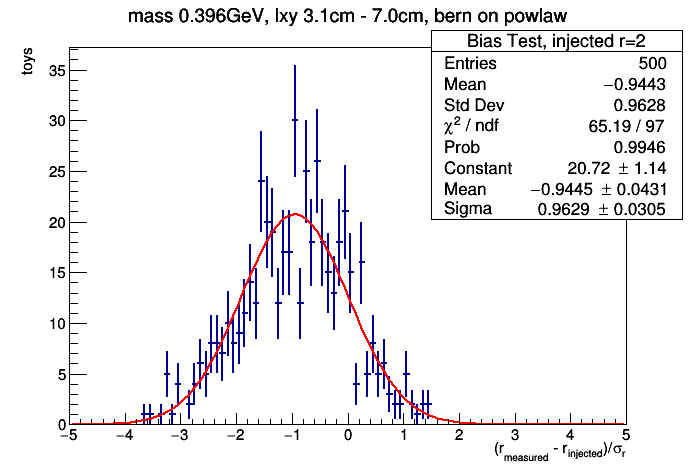 mass 0.396GeV, lxy 3.1cm - 7.0cm, bern on powlaw
Bias Test, injected r=2
Entries 500
Mean −0.9443
Std Dev 0.9628
χ² / ndf 65.19 / 97
Prob 0.9946
Constant 20.72 ± 1.14
Mean −0.9445 ± 0.0431
Sigma 0.9629 ± 0.0305
toys
35
30
25
20
15
10
5
0
−5 −4 −3 −2 −1 0 1 2 3 4 5
(r_measured - r_injected)/σ_r